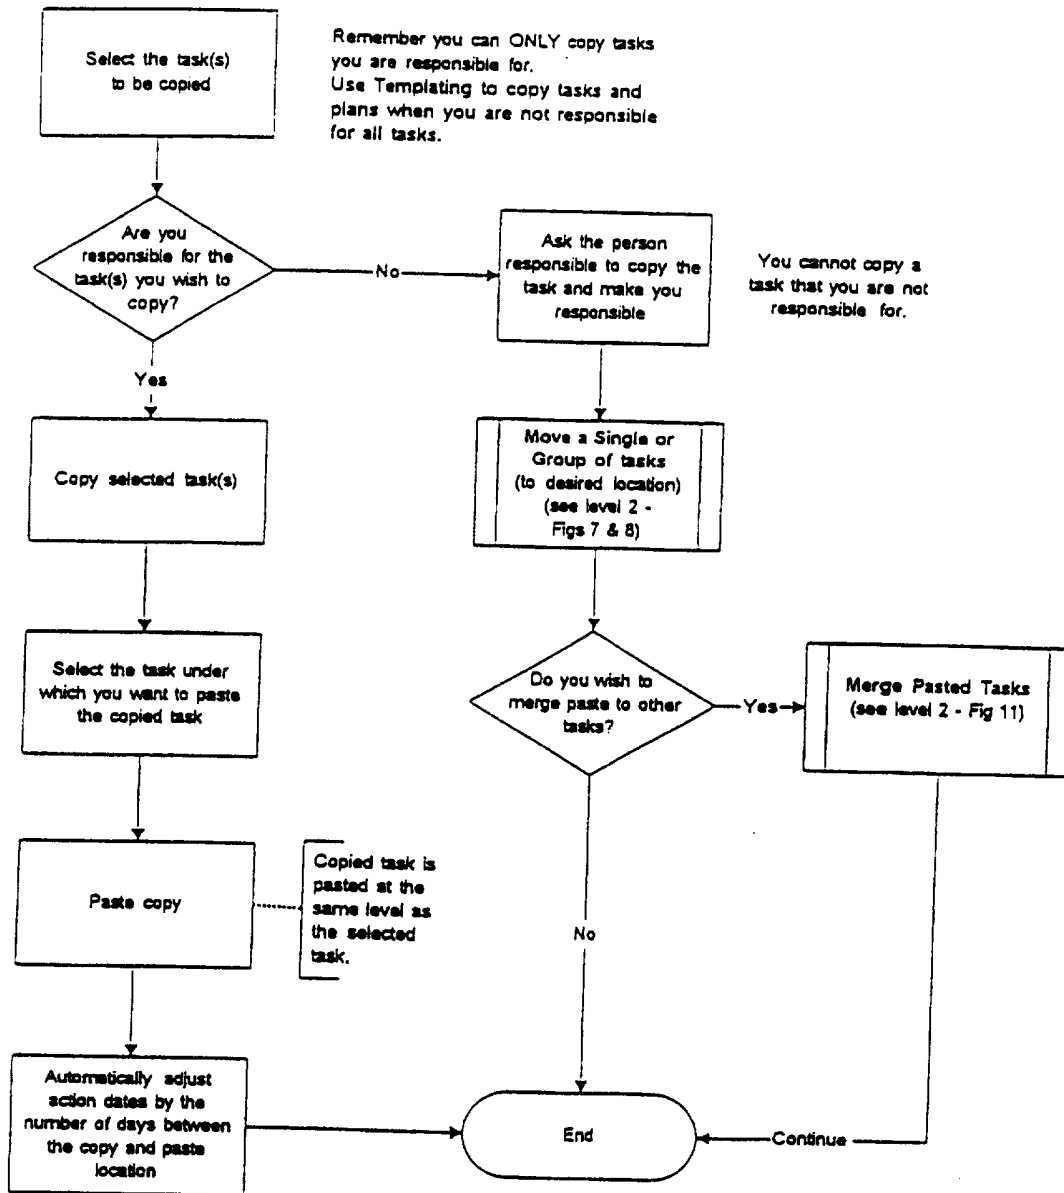 Select the task(s)
to be copied
Remember you can ONLY copy tasks
you are responsible for.
Use Templating to copy tasks and
plans when you are not responsible
for all tasks.
Are you
responsible for the
task(s) you wish to
copy?
No
Ask the person
responsible to copy the
task and make you
responsible
You cannot copy a
task that you are not
responsible for.
Yes
Copy selected task(s)
Move a Single or
Group of tasks
(to desired location)
(see level 2 -
Figs 7 & 8)
Select the task under
which you want to paste
the copied task
Do you wish to
merge paste to other
tasks?
Yes
Merge Pasted Tasks
(see level 2 - Fig 11)
Paste copy
Copied task is
pasted at the
same level as
the selected
task.
No
Automatically adjust
action dates by the
number of days between
the copy and paste
location
End
Continue